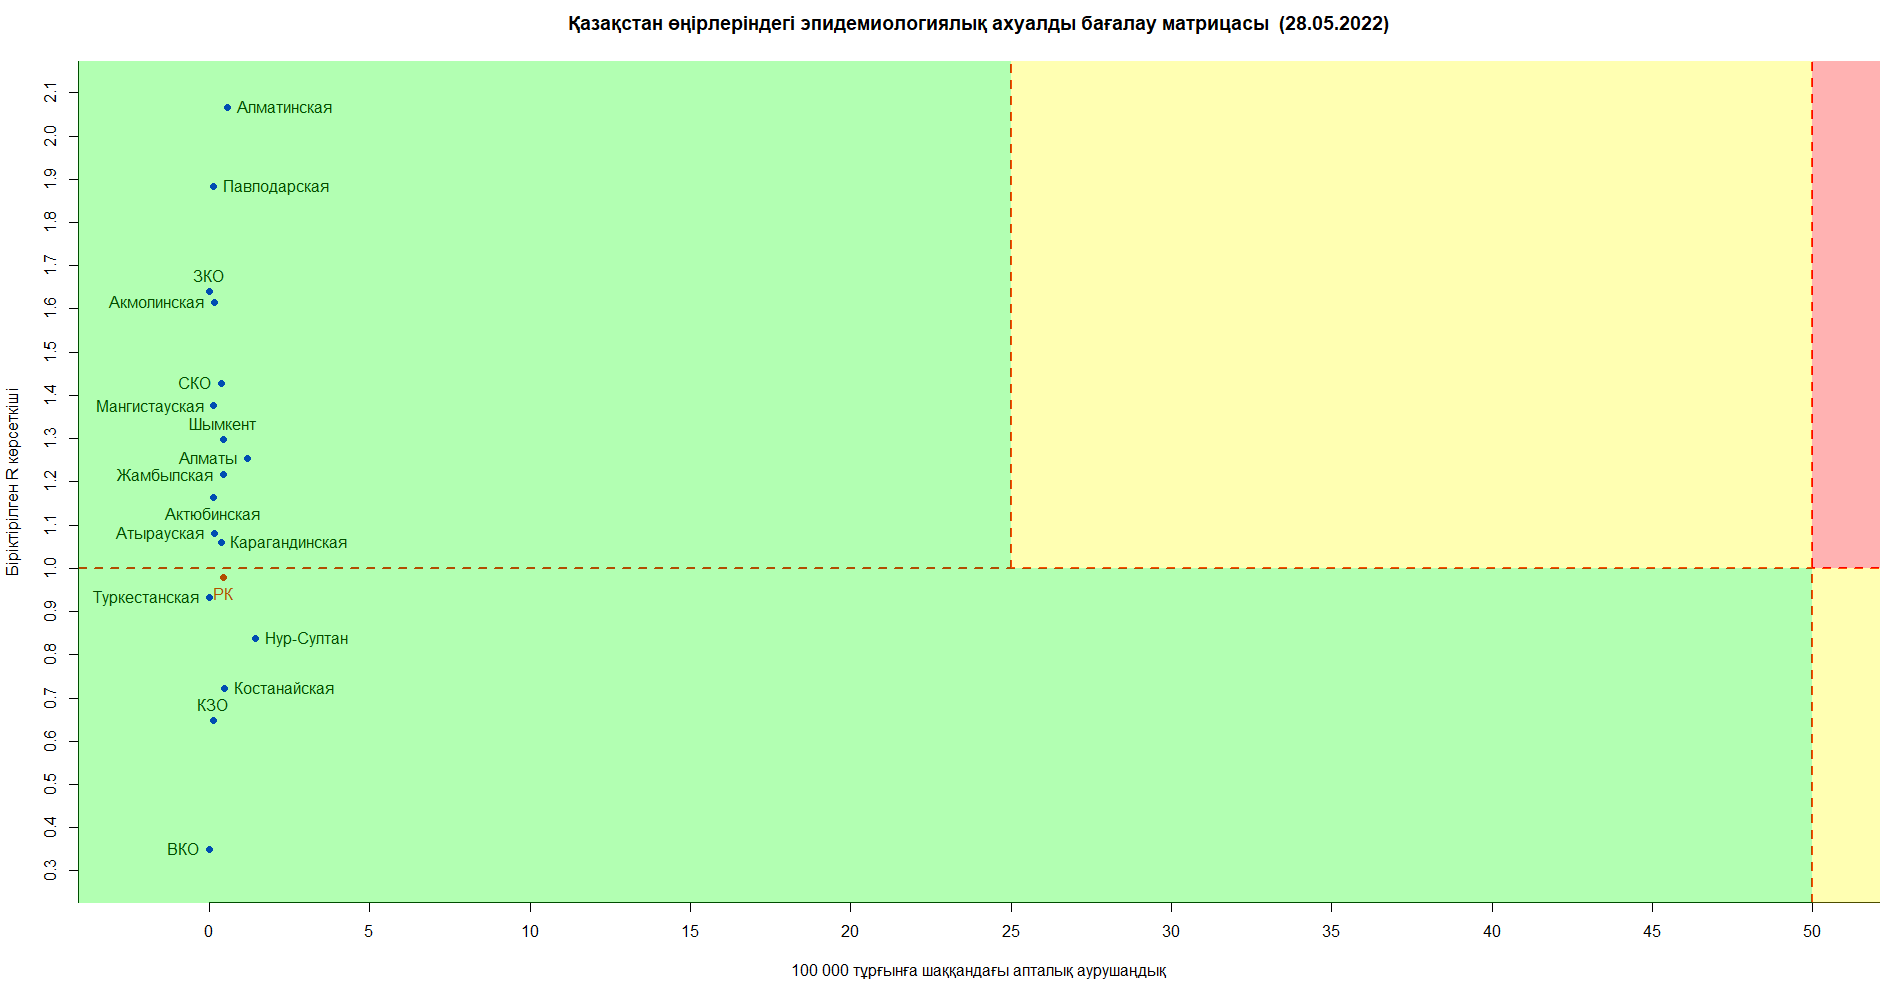 Қазақстан өңірлеріндегі эпидемиологиялық ахуалды бағалау матрицасы (28.05.2022)
2.1
2.0
1.9
1.8
1.7
1.6
1.5
1.4
1.3
1.2
1.1
1.0
0.9
0.8
0.7
0.6
0.5
0.4
0.3
Біріктірілген R көрсеткіші
Алматинская
Павлодарская
ЗКО
Акмолинская
СКО
Мангистауская
Шымкент
Алматы
Жамбылская
Актюбинская
Атырауская
Карагандинская
РК
Туркестанская
Нур-Султан
Костанайская
КЗО
ВКО
0 5 10 15 20 25 30 35 40 45 50
100 000 тұрғынға шаққандағы апталық аурушаңдық